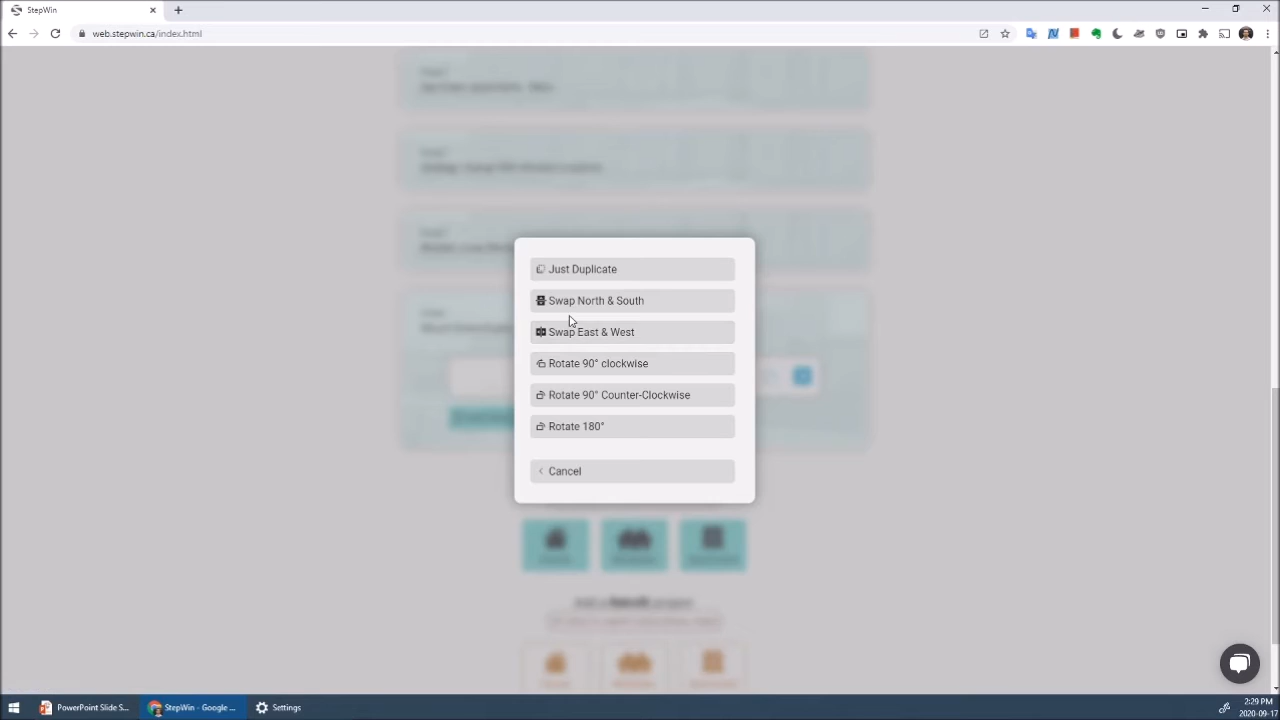 StepWin
web.stepwin.ca/index.html
Just Duplicate
Swap North & South
Swap East & West
Rotate 90° clockwise
Rotate 90° Counter-Clockwise
Rotate 180°
Cancel
PowerPoint Slide S...
StepWin - Google ...
Settings
2:29 PM
2020-09-17